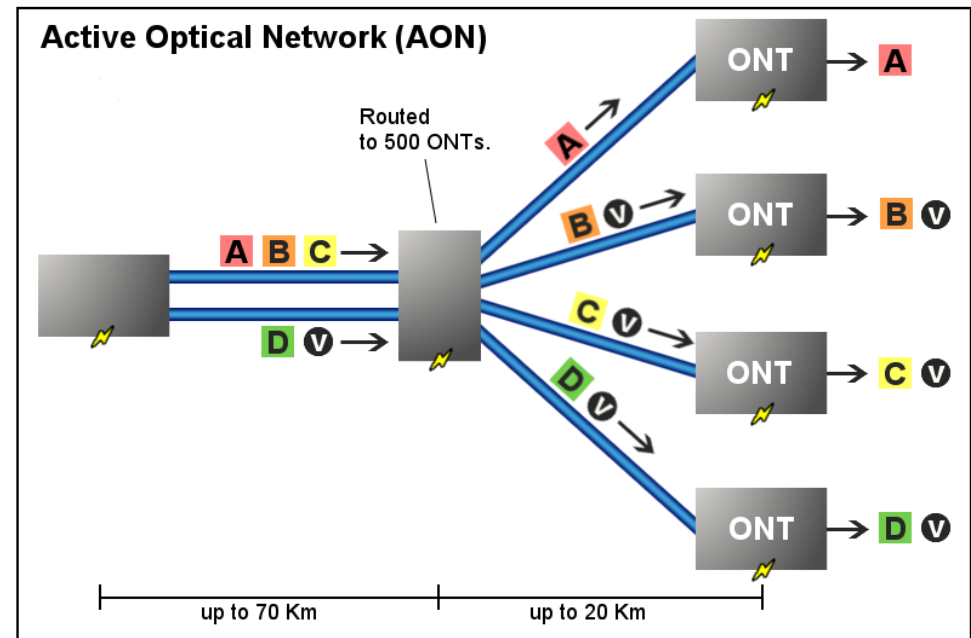 Active Optical Network (AON)
Routed
to 500 ONTs.
A B C
D v
A
B v
C v
D v
ONT
A
ONT
B v
ONT
C v
ONT
D v
up to 70 Km
up to 20 Km